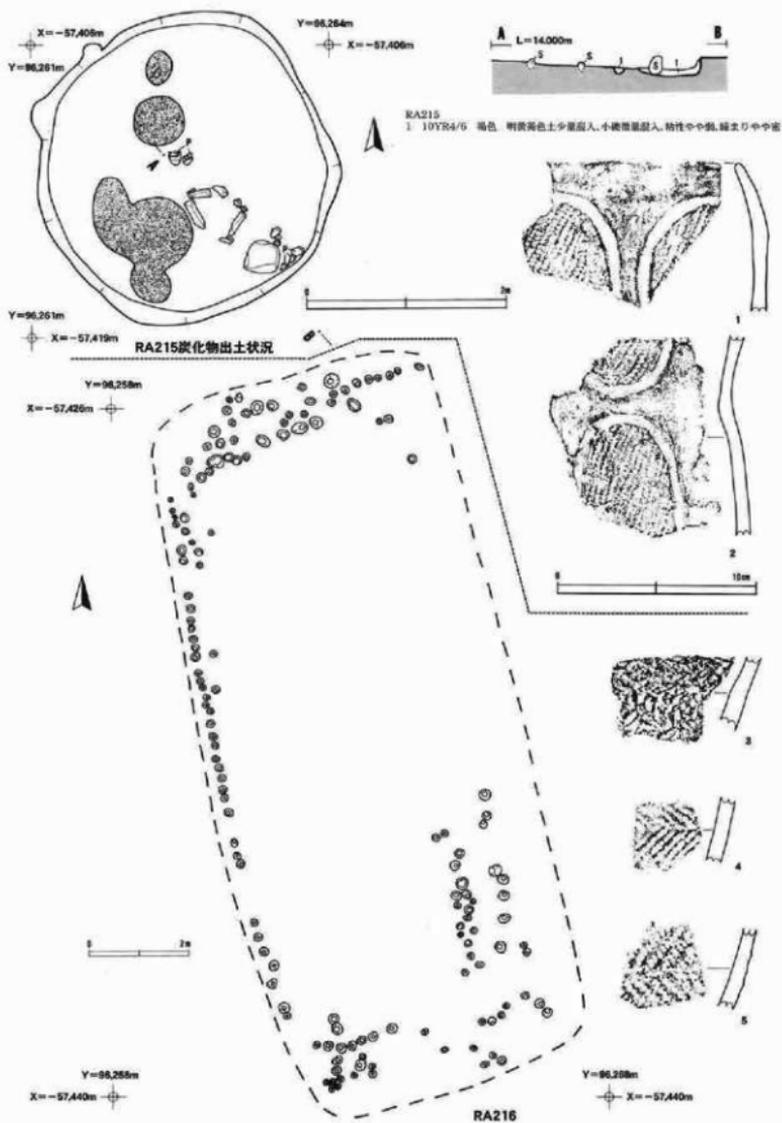 X=-57,406m
Y=96,261m
Y=96,264m
X=-57,406m
A
L=14.000m
B
S
S
1
S
1
RA215
1 10YR4/6 褐色 明黄褐色土少量混入、小礫微量混入、粘性やや弱、締まりやや密
Y=96,261m
X=-57,419m
0
2m
RA215炭化物出土状況
1
2
0
10cm
Y=96,258m
X=-57,426m
3
4
5
0
2m
Y=96,258m
X=-57,440m
Y=96,268m
X=-57,440m
RA216